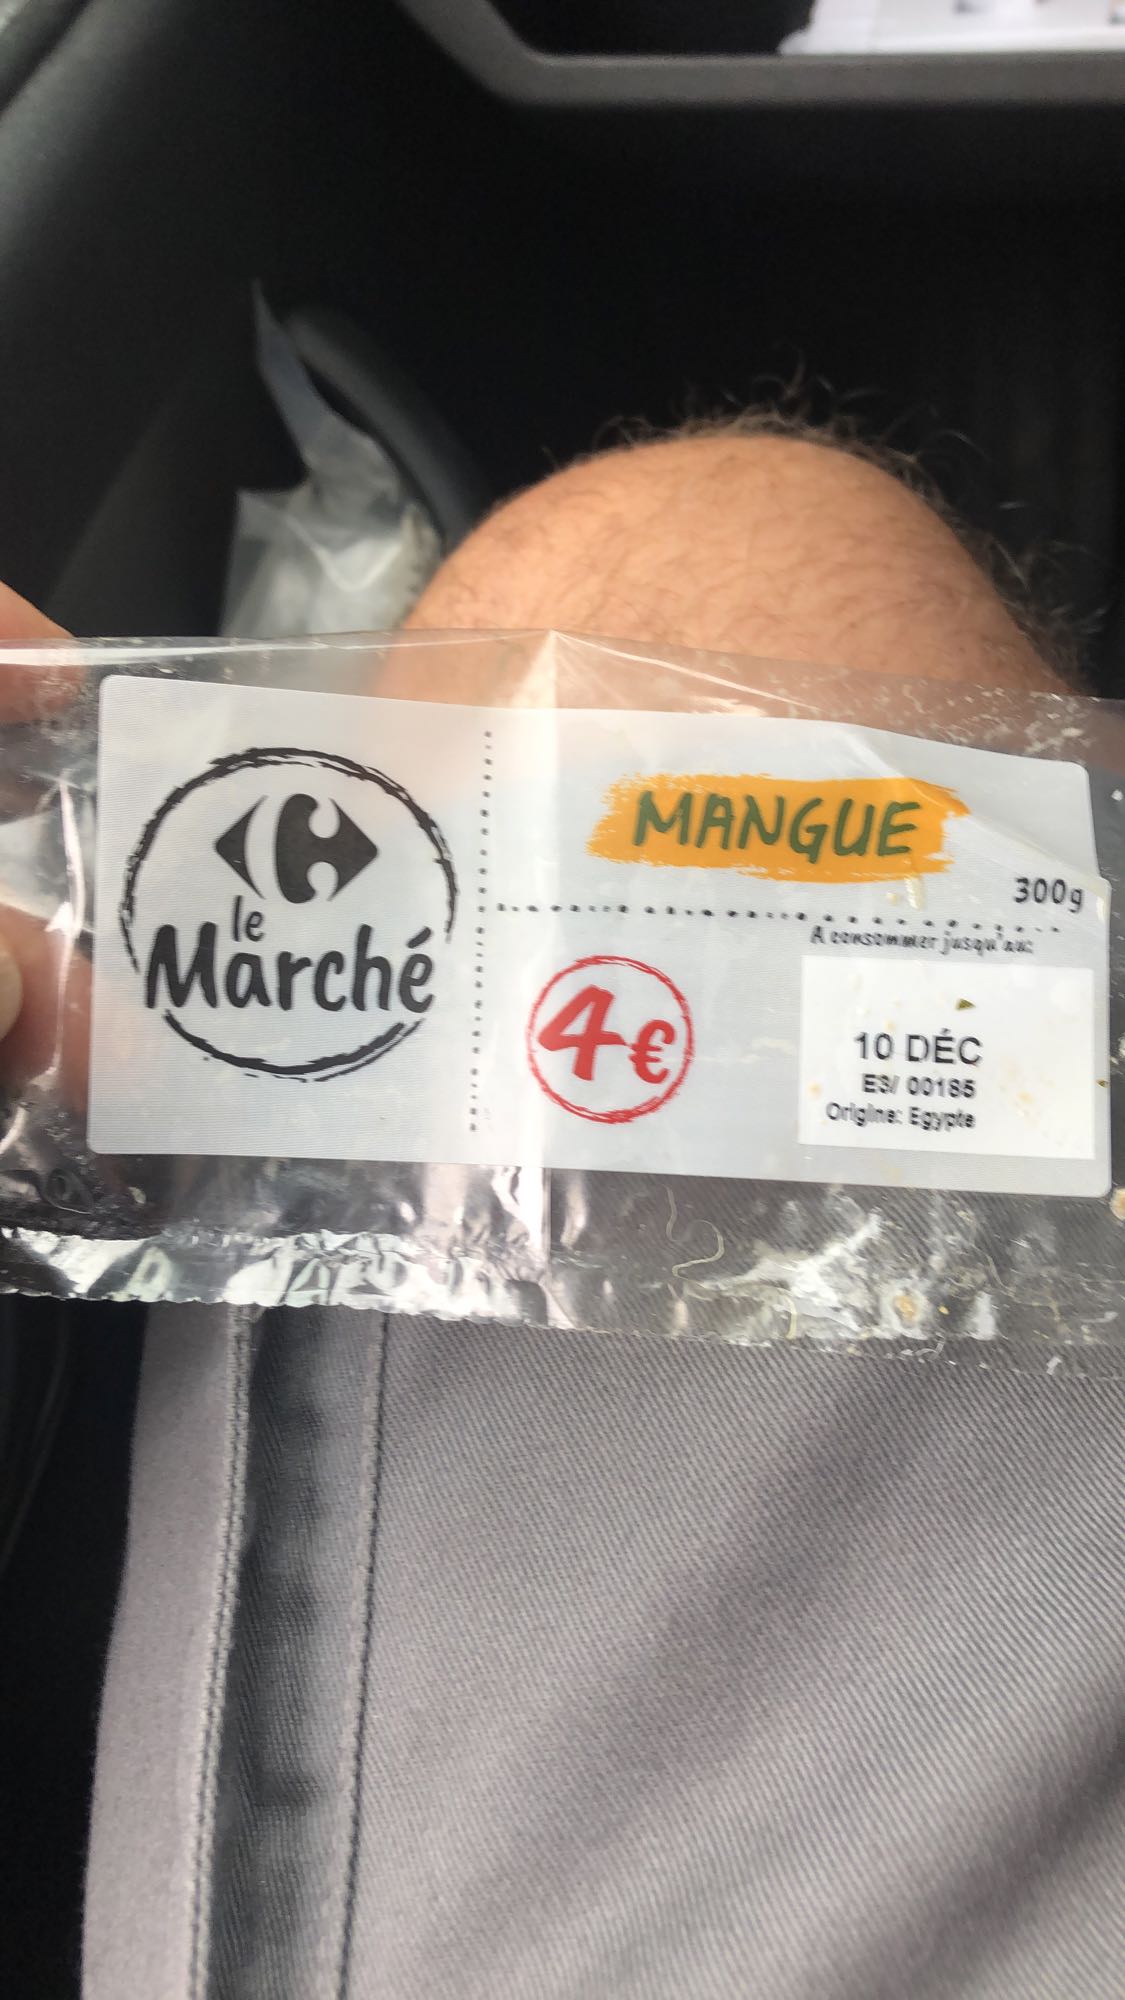 le
Marché
MANGUE
300g
A consommer jusqu'au:
4€
10 DÉC
E3/ 00185
Origine: Egypte